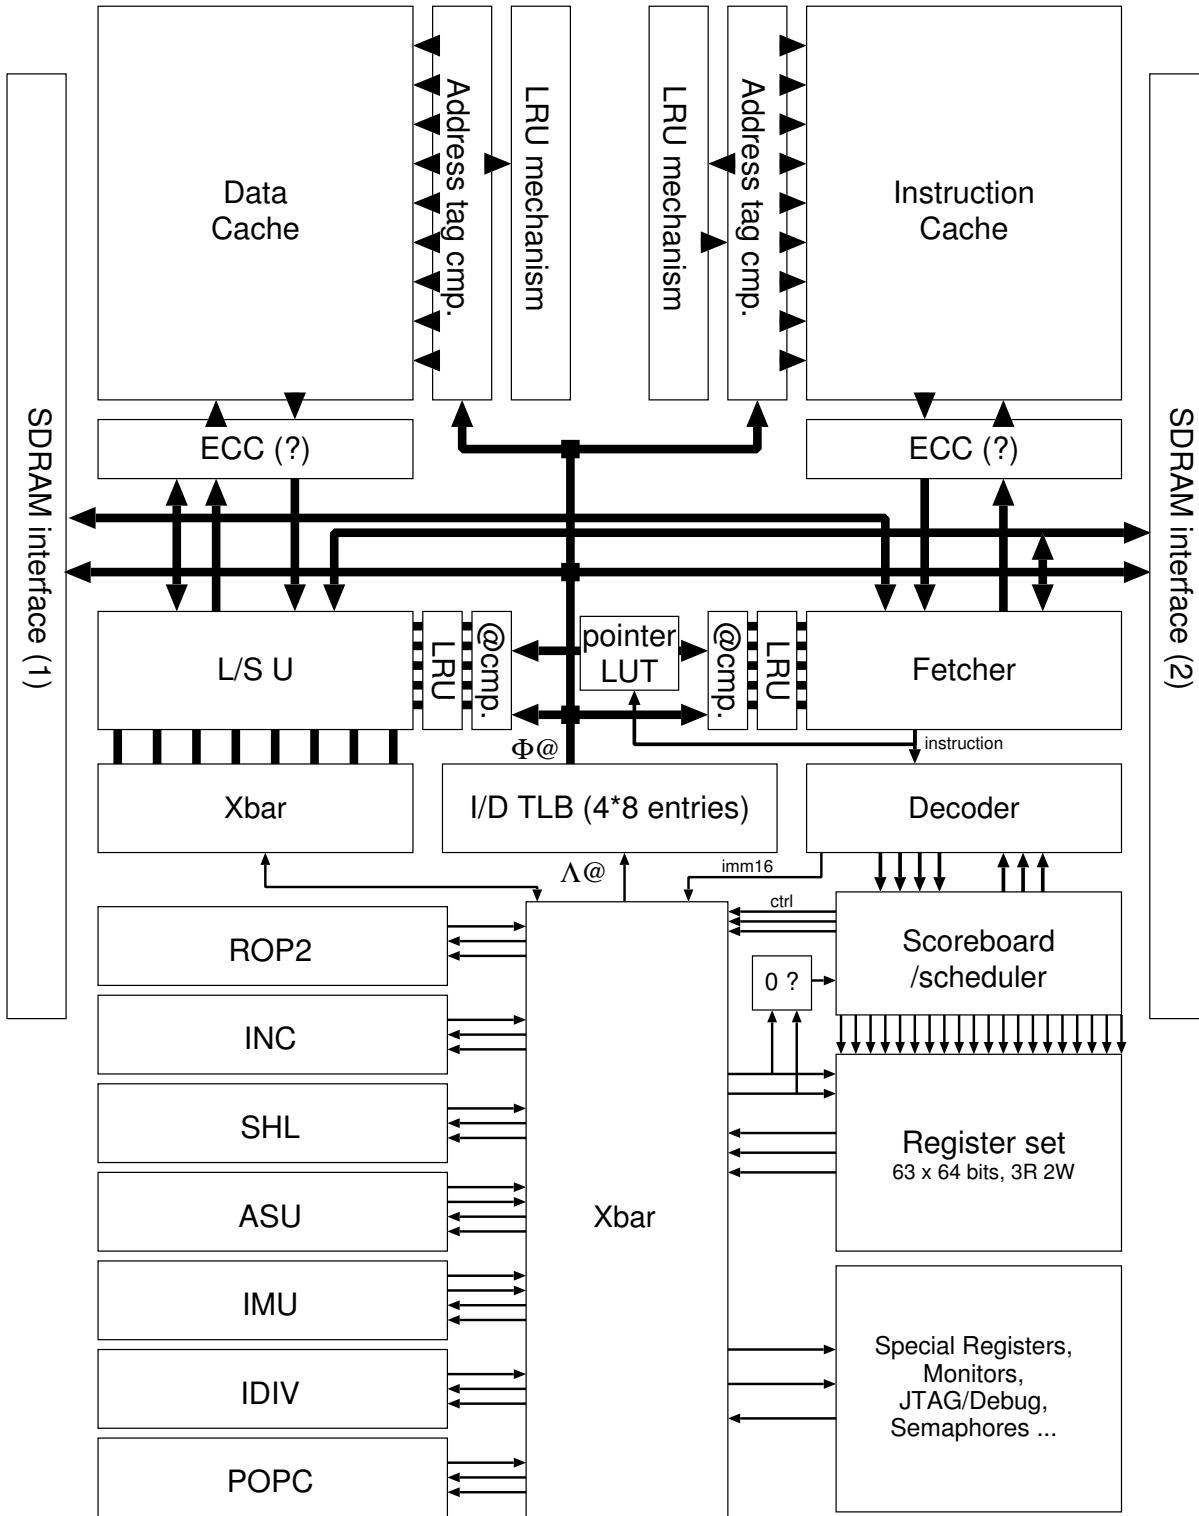 Data
Cache
Address tag cmp.
LRU mechanism
LRU mechanism
Address tag cmp.
Instruction
Cache
SDRAM interface (1)
ECC (?)
ECC (?)
SDRAM interface (2)
L/S U
LRU
@cmp.
pointer
LUT
@cmp.
LRU
Fetcher
Φ@
instruction
Xbar
I/D TLB (4*8 entries)
Decoder
Λ@
imm16
ctrl
ROP2
Scoreboard
/scheduler
0 ?
INC
SHL
Register set
63 x 64 bits, 3R 2W
ASU
Xbar
IMU
Special Registers,
Monitors,
JTAG/Debug,
Semaphores ...
IDIV
POPC